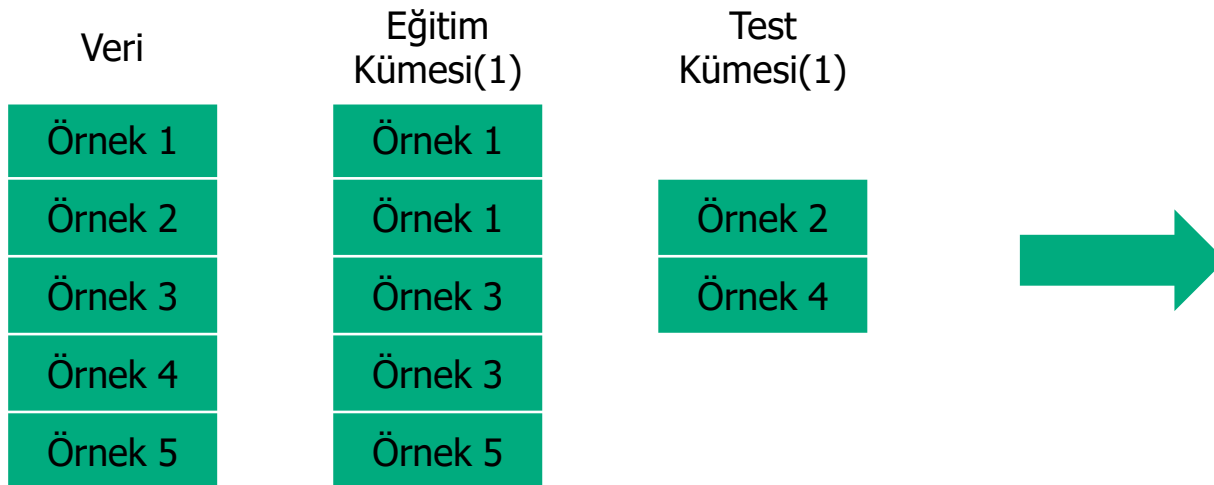 Veri
Eğitim
Kümesi(1)
Test
Kümesi(1)
Örnek 1
Örnek 2
Örnek 3
Örnek 4
Örnek 5
Örnek 1
Örnek 1
Örnek 3
Örnek 3
Örnek 5
Örnek 2
Örnek 4